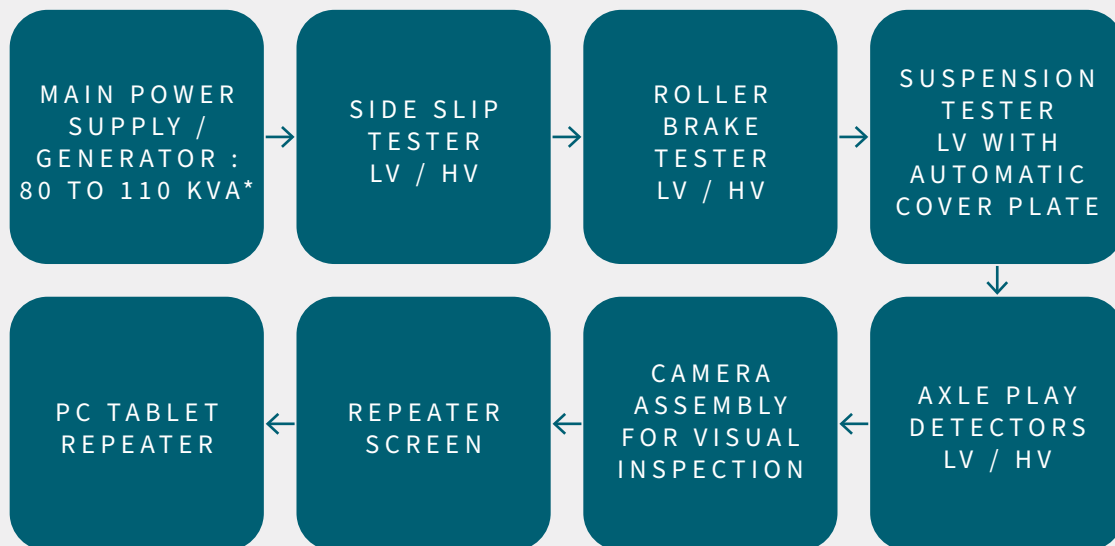 MAIN POWER
SUPPLY /
GENERATOR :
80 TO 110 KVA*
SIDE SLIP
TESTER
LV / HV
ROLLER
BRAKE
TESTER
LV / HV
SUSPENSION
TESTER
LV WITH
AUTOMATIC
COVER PLATE
AXLE PLAY
DETECTORS
LV / HV
CAMERA
ASSEMBLY
FOR VISUAL
INSPECTION
REPEATER
SCREEN
PC TABLET
REPEATER